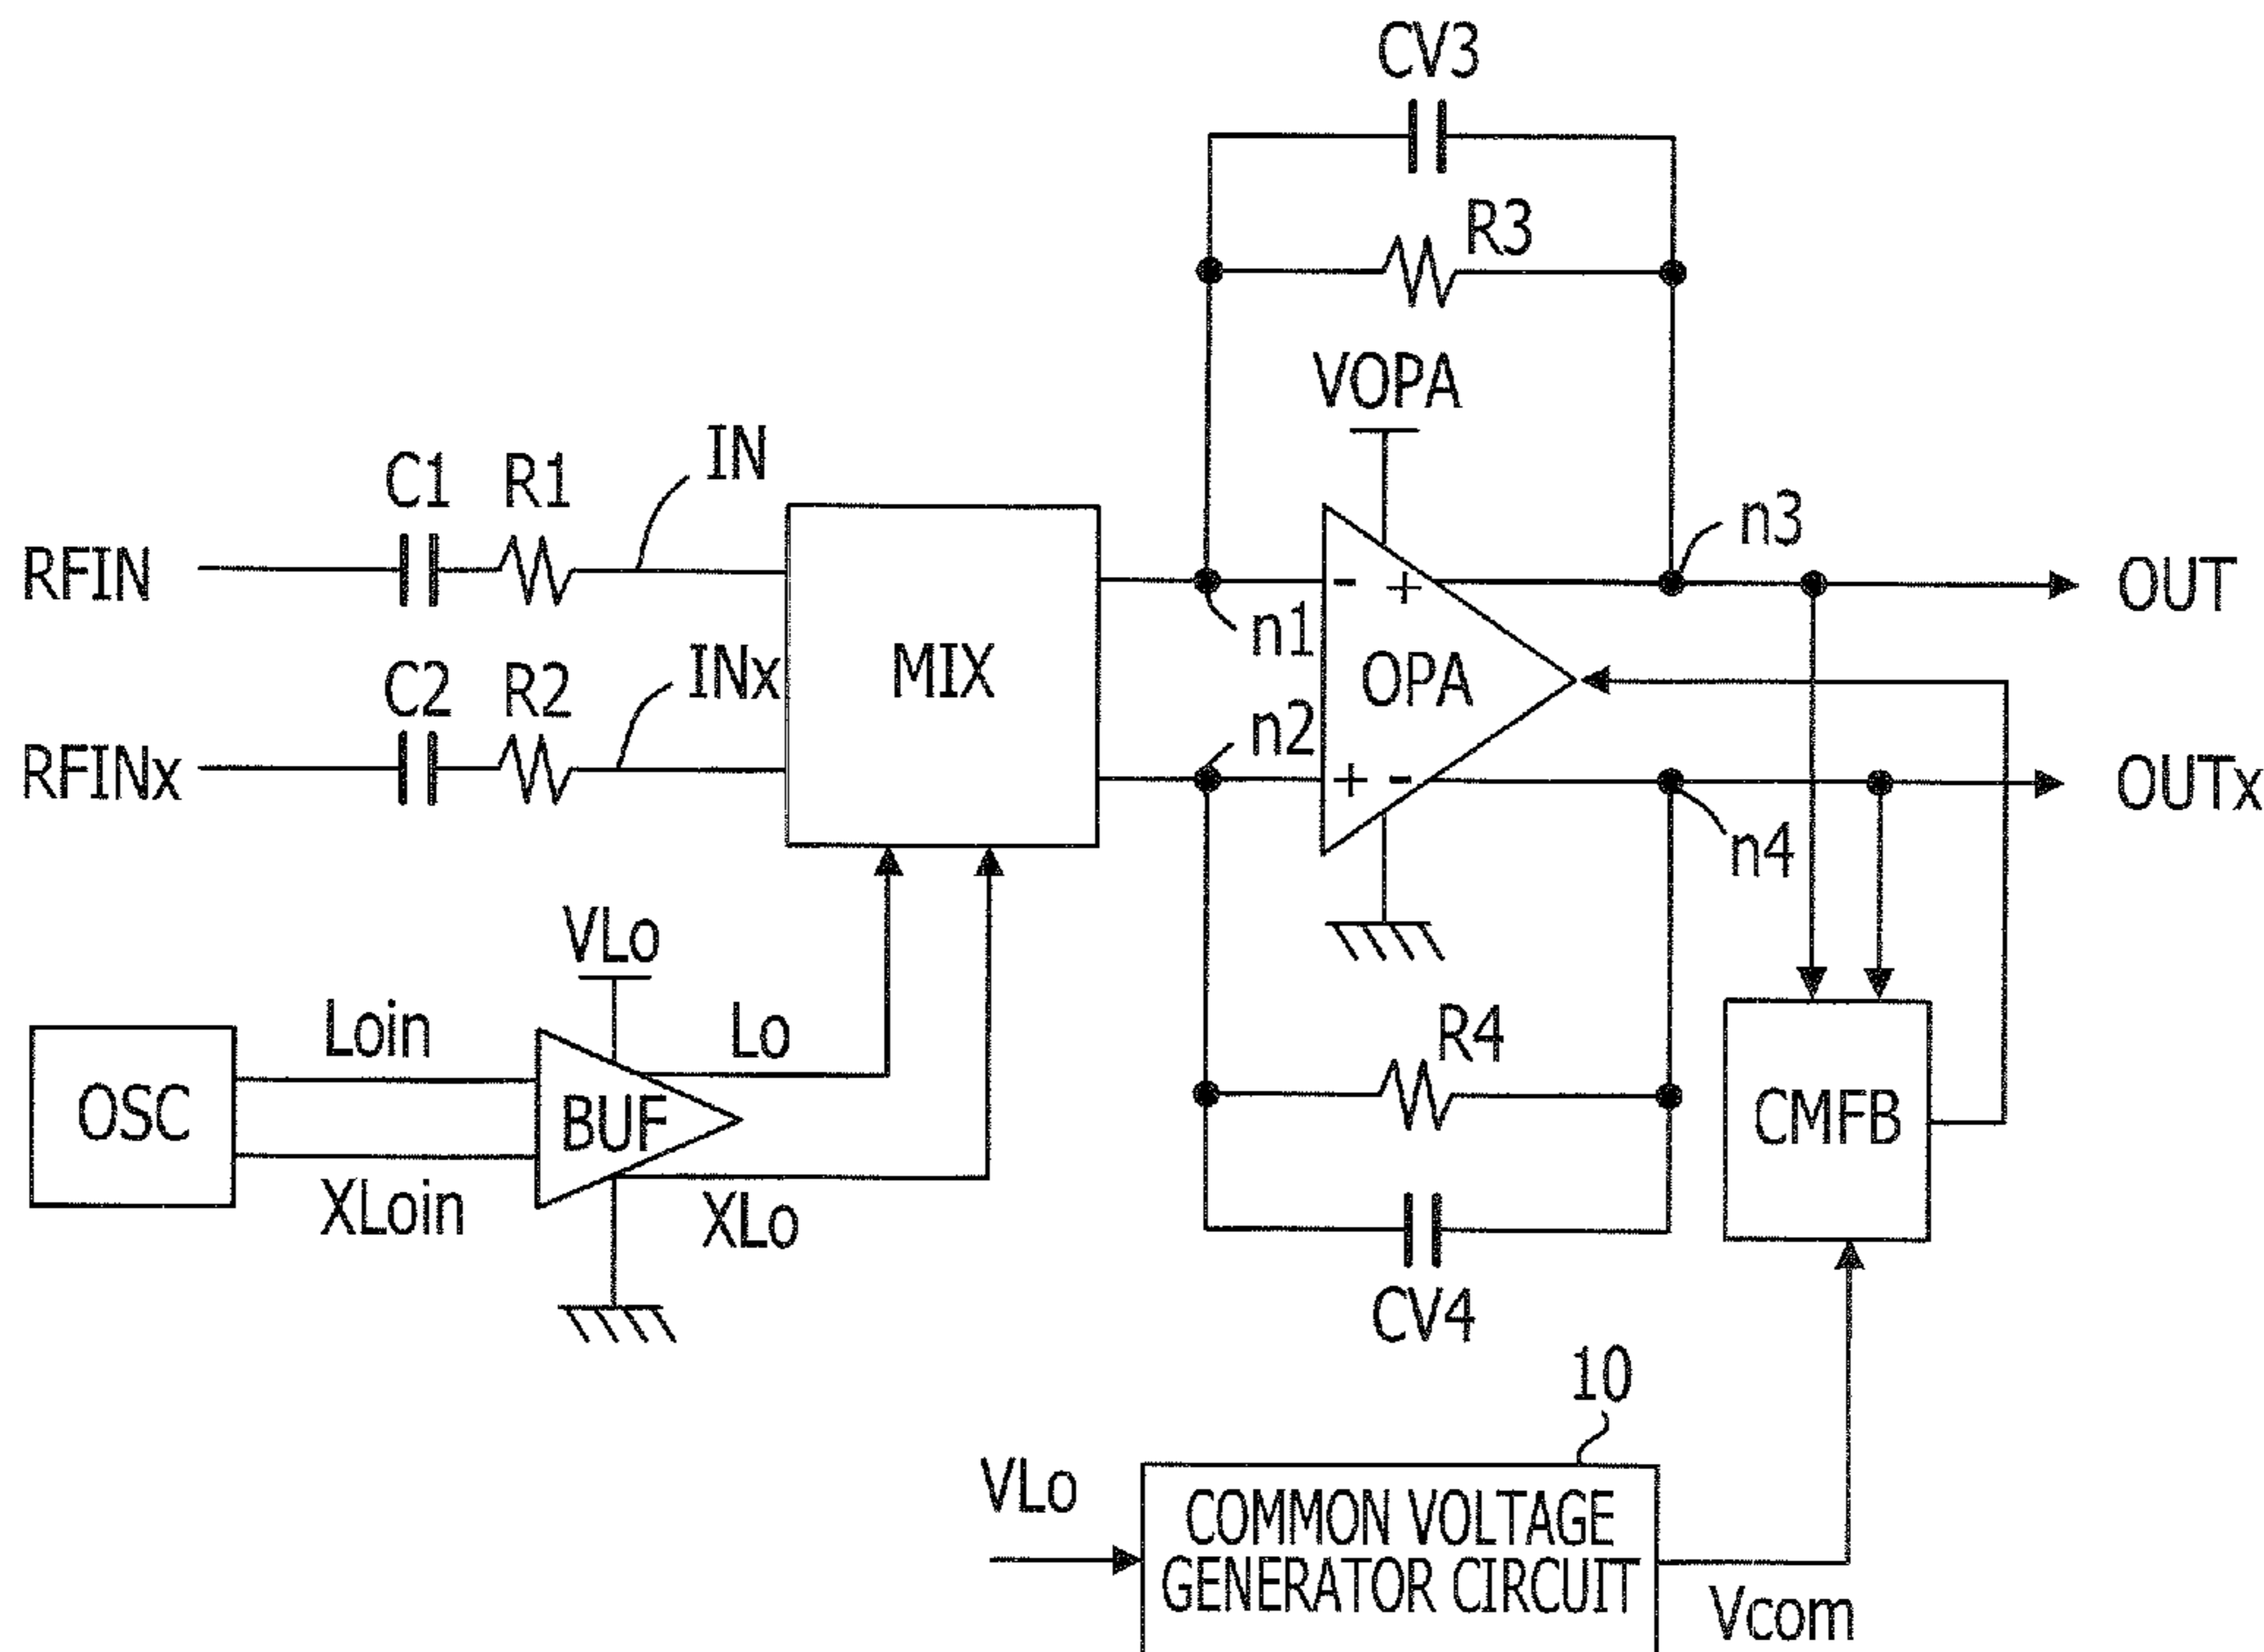 CV3
R3
VOPA
IN
C1
R1
n3
RFIN
- +
OUT
n1
MIX
INx
OPA
C2
R2
n2
RFINx
+ -
OUTx
n4
VLo
Loin
Lo
R4
OSC
BUF
CMFB
XLoin
XLo
CV4
10
VLo
COMMON VOLTAGE
GENERATOR CIRCUIT
Vcom